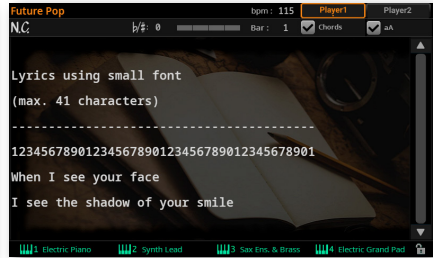 Future Pop bpm: 115 Player1 Player2
N.C. b/#: 0 Bar: 1 Chords aA
Lyrics using small font
(max. 41 characters)
-----------------------------------------
12345678901234567890123456789012345678901
When I see your face
I see the shadow of your smile
1 Electric Piano 2 Synth Lead 3 Sax Ens. & Brass 4 Electric Grand Pad